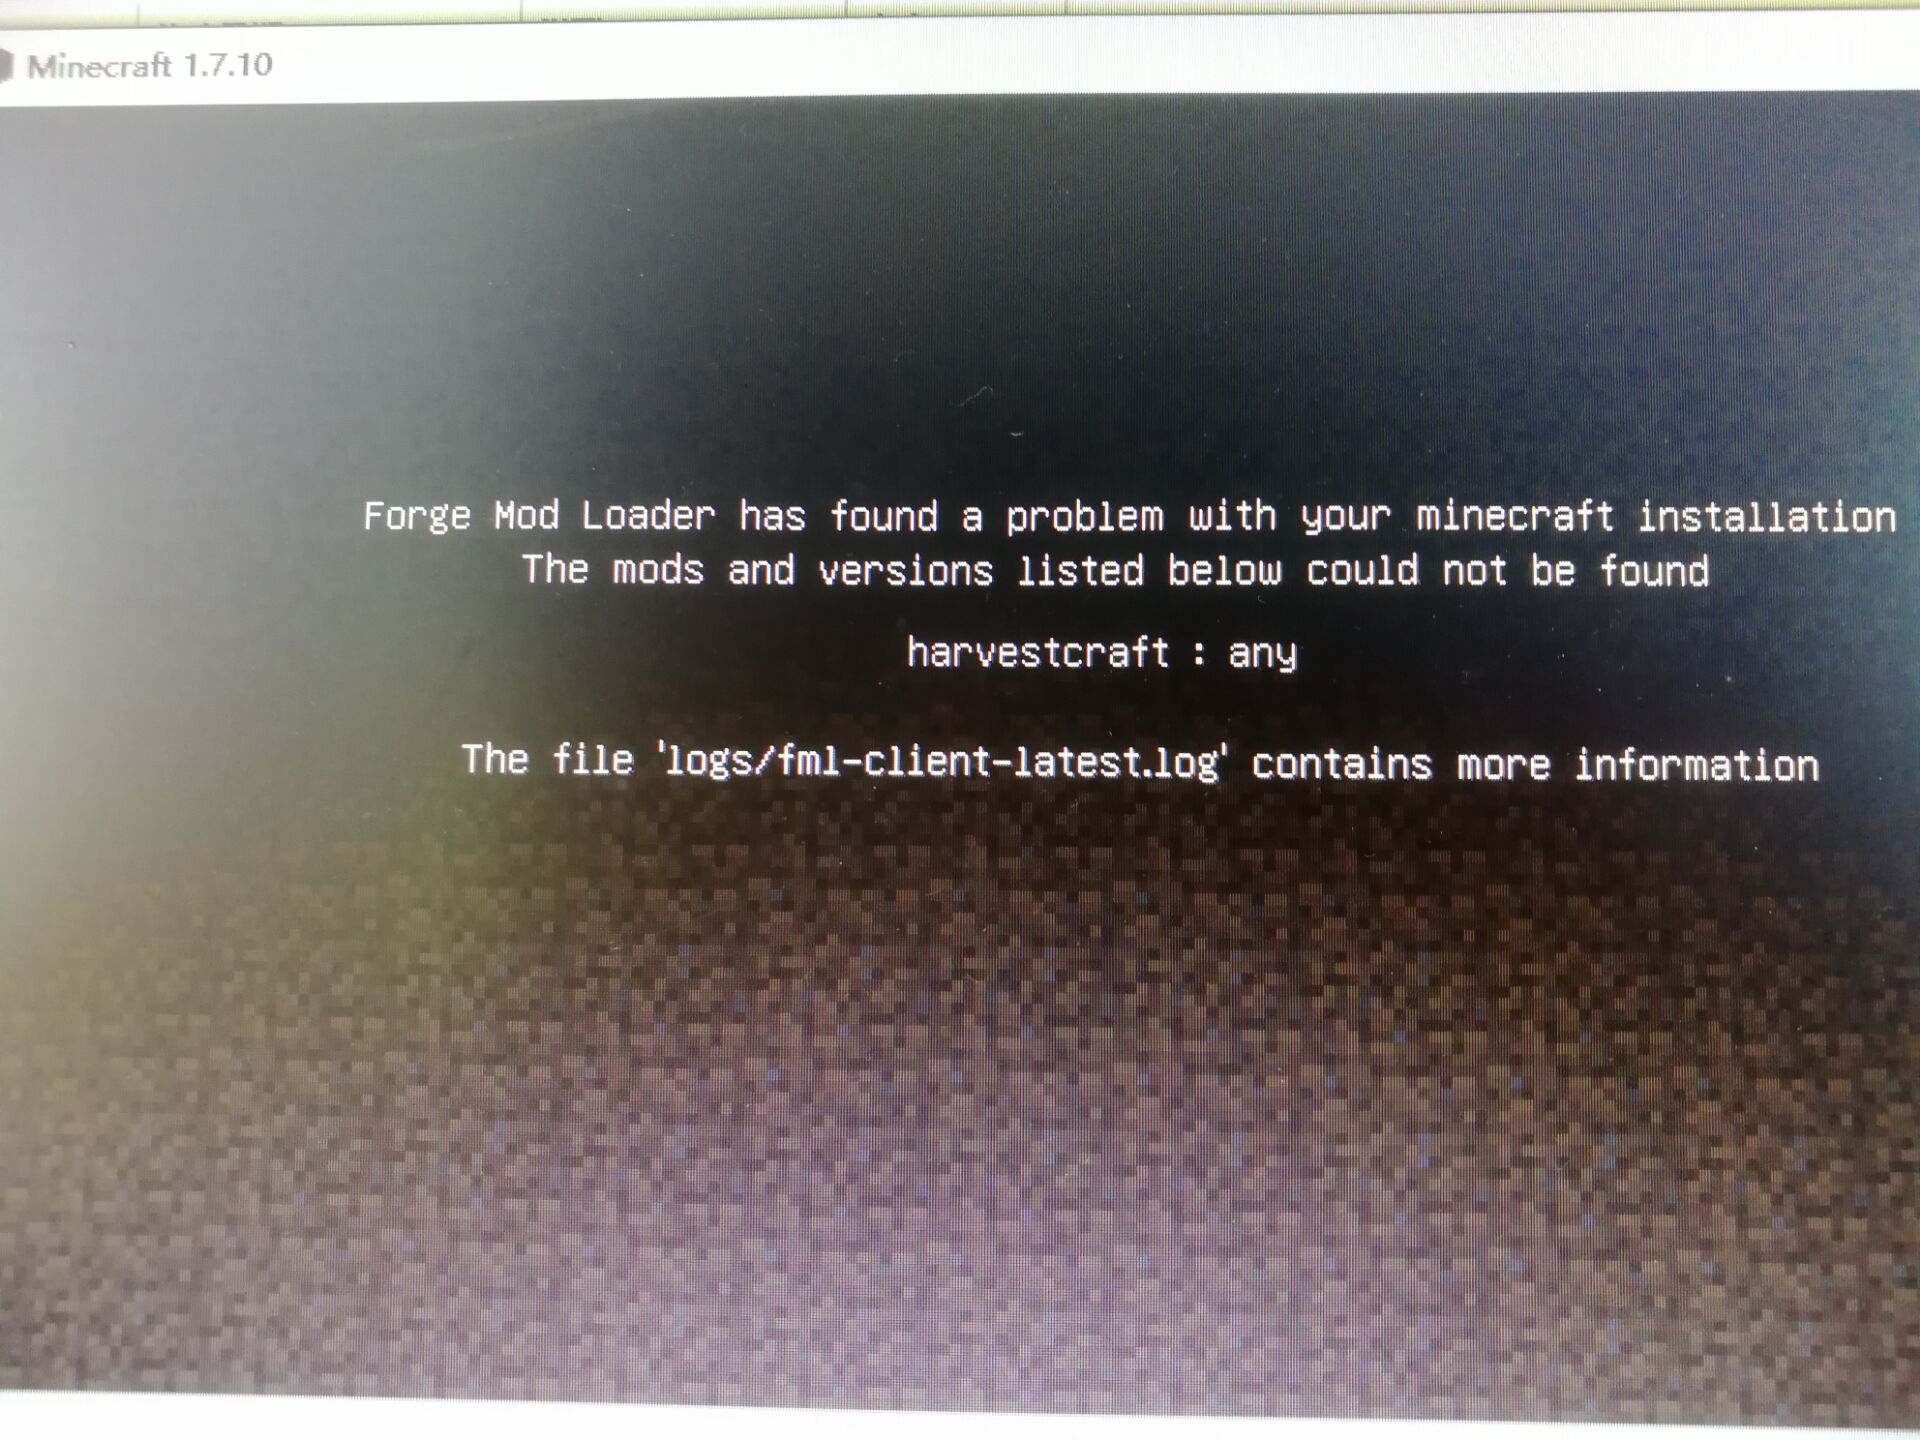 Minecraft 1.7.10
Forge Mod Loader has found a problem with your minecraft installation
The mods and versions listed below could not be found
harvestcraft : any
The file 'logs/fml-client-latest.log' contains more information